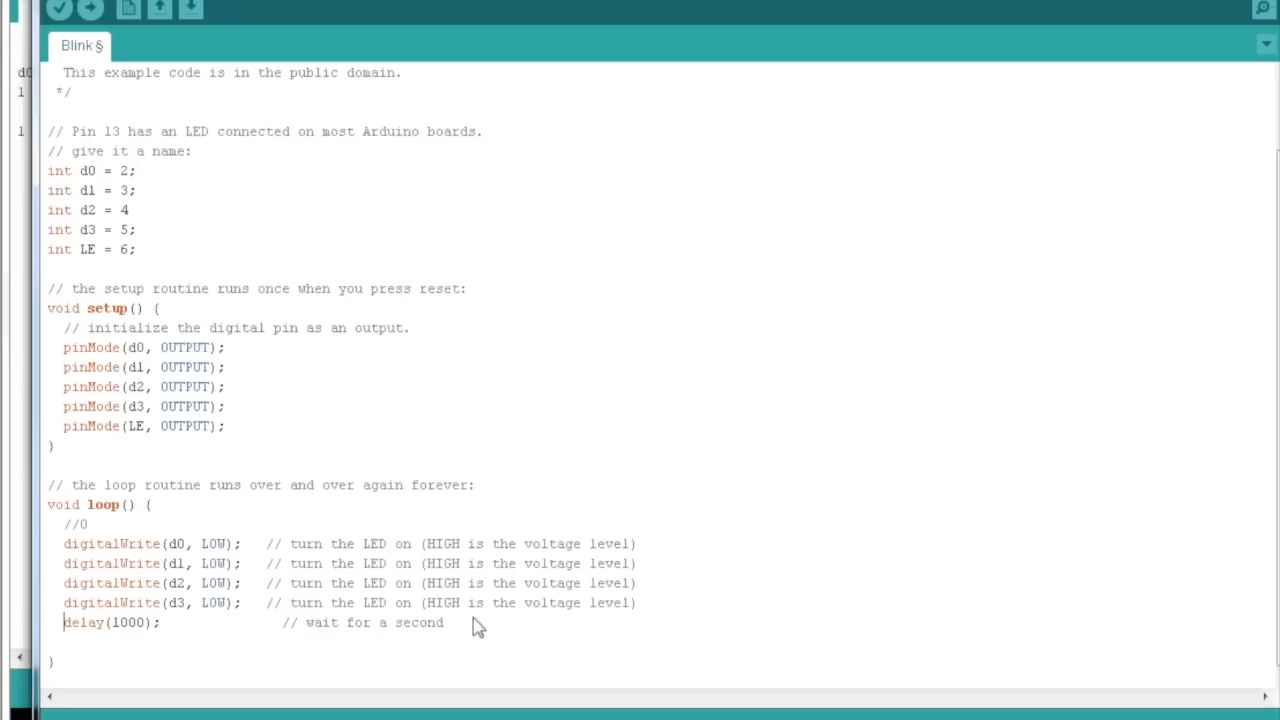 Blink §
This example code is in the public domain.
*/
// Pin 13 has an LED connected on most Arduino boards.
// give it a name:
int d0 = 2;
int d1 = 3;
int d2 = 4
int d3 = 5;
int LE = 6;
// the setup routine runs once when you press reset:
void setup() {
// initialize the digital pin as an output.
pinMode(d0, OUTPUT);
pinMode(d1, OUTPUT);
pinMode(d2, OUTPUT);
pinMode(d3, OUTPUT);
pinMode(LE, OUTPUT);
}
// the loop routine runs over and over again forever:
void loop() {
//0
digitalWrite(d0, LOW);   // turn the LED on (HIGH is the voltage level)
digitalWrite(d1, LOW);   // turn the LED on (HIGH is the voltage level)
digitalWrite(d2, LOW);   // turn the LED on (HIGH is the voltage level)
digitalWrite(d3, LOW);   // turn the LED on (HIGH is the voltage level)
delay(1000);               // wait for a second
}